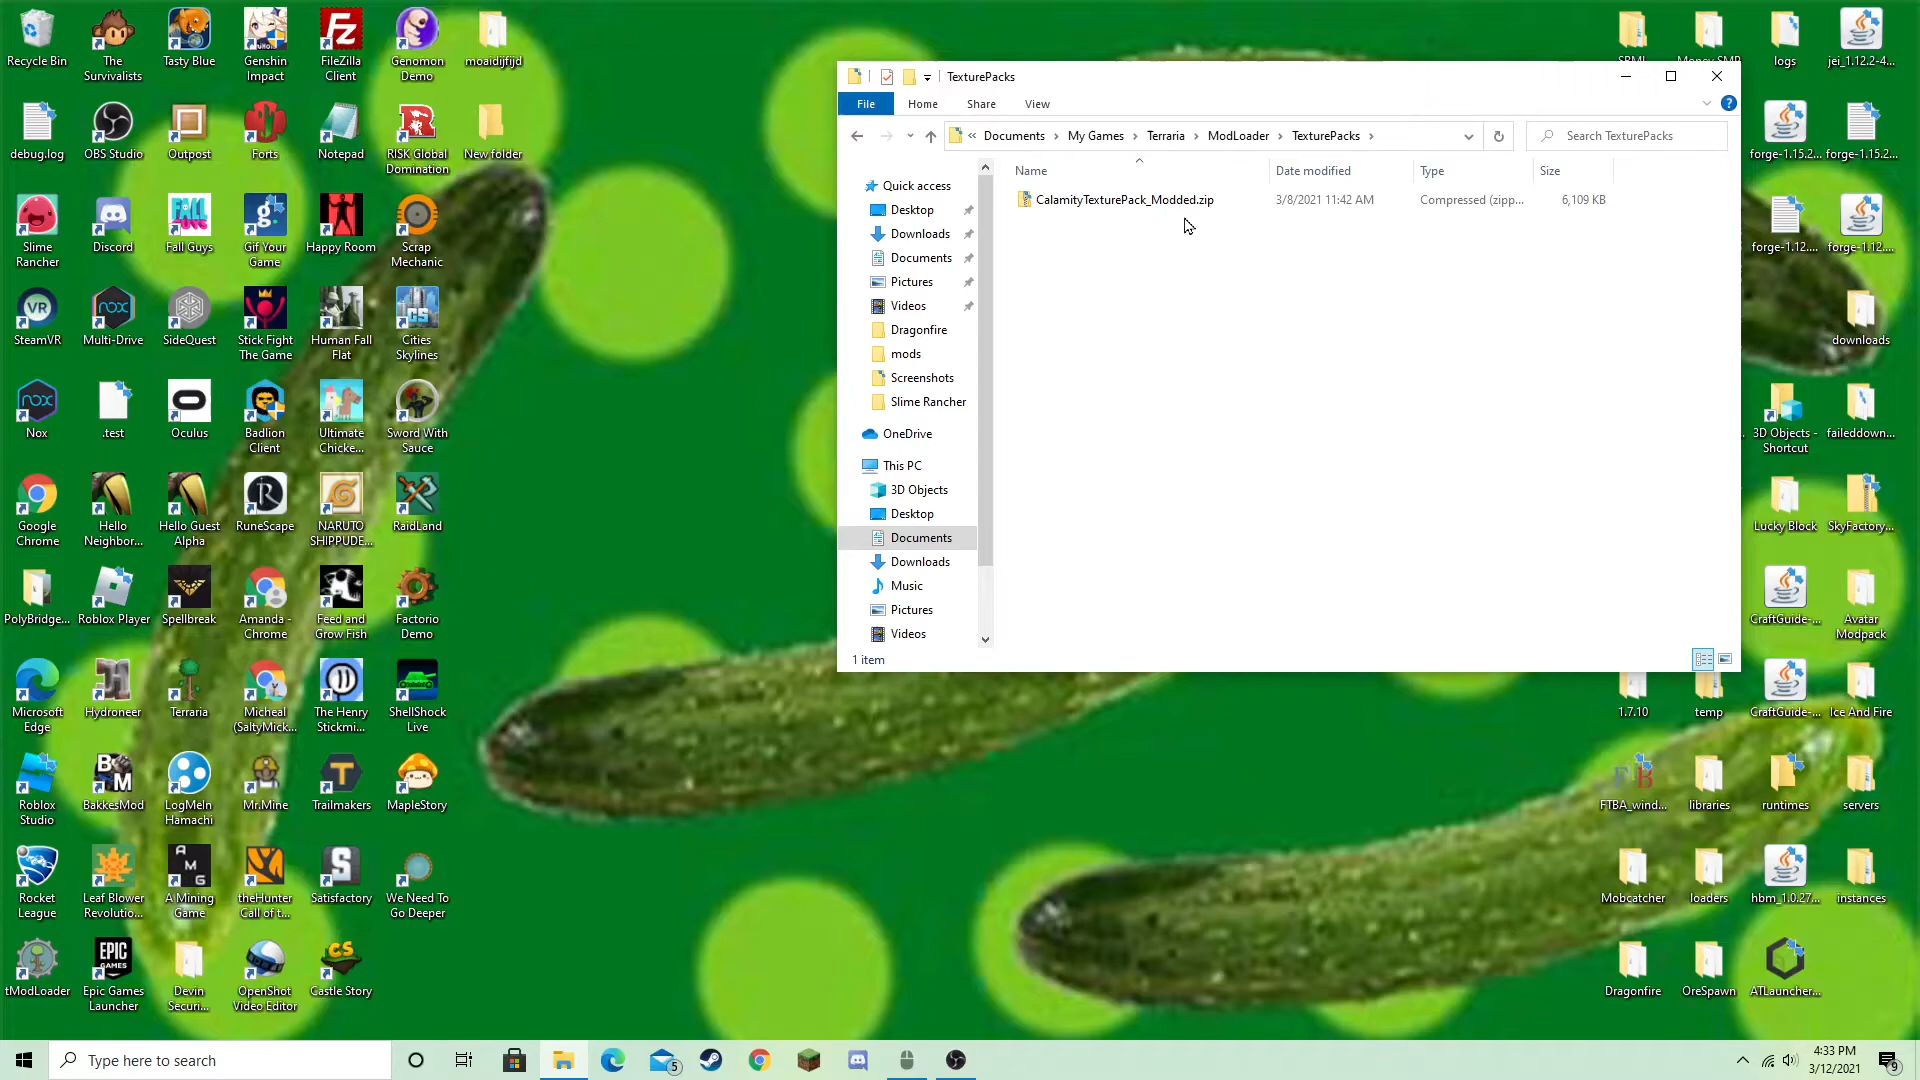 Recycle Bin
The Survivalists
Tasty Blue
Genshin Impact
FileZilla Client
Genomon Demo
moaidijfijd
debug.log
OBS Studio
Outpost
Forts
Notepad
RISK Global Domination
New folder
Slime Rancher
Discord
Fall Guys
Gif Your Game
Happy Room
Scrap Mechanic
SteamVR
Multi-Drive
SideQuest
Stick Fight The Game
Human Fall Flat
Cities Skylines
Nox
.test
Oculus
Badlion Client
Ultimate Chicke...
Sword With Sauce
Google Chrome
Hello Neighbor...
Hello Guest Alpha
RuneScape
NARUTO SHIPPUDE...
RaidLand
PolyBridge...
Roblox Player
Spellbreak
Amanda - Chrome
Feed and Grow Fish
Factorio Demo
Microsoft Edge
Hydroneer
Terraria
Micheal (SaltyMick...
The Henry Stickmi...
ShellShock Live
Roblox Studio
BakkesMod
LogMeIn Hamachi
Mr.Mine
Trailmakers
MapleStory
Rocket League
Leaf Blower Revolutio...
A Mining Game
theHunter Call of t...
Satisfactory
We Need To Go Deeper
tModLoader
Epic Games Launcher
Devin Securi...
OpenShot Video Editor
Castle Story
TexturePacks
File Home Share View
« Documents > My Games > Terraria > ModLoader > TexturePacks >
Search TexturePacks
Name Date modified Type Size
CalamityTexturePack_Modded.zip 3/8/2021 11:42 AM Compressed (zipp... 6,109 KB
Quick access
Desktop
Downloads
Documents
Pictures
Videos
Dragonfire
mods
Screenshots
Slime Rancher
OneDrive
This PC
3D Objects
Desktop
Documents
Downloads
Music
Pictures
Videos
1 item
logs
jei_1.12.2-4...
forge-1.15.2...
forge-1.15.2...
forge-1.12....
forge-1.12....
downloads
3D Objects - Shortcut
faileddown...
Lucky Block
SkyFactory...
CraftGuide-...
Avatar Modpack
1.7.10
temp
CraftGuide-...
Ice And Fire
FTBA_wind...
libraries
runtimes
servers
Mobcatcher
loaders
hbm_1.0.27...
instances
Dragonfire
OreSpawn
ATLauncher...
Type here to search
5
4:33 PM
3/12/2021
9